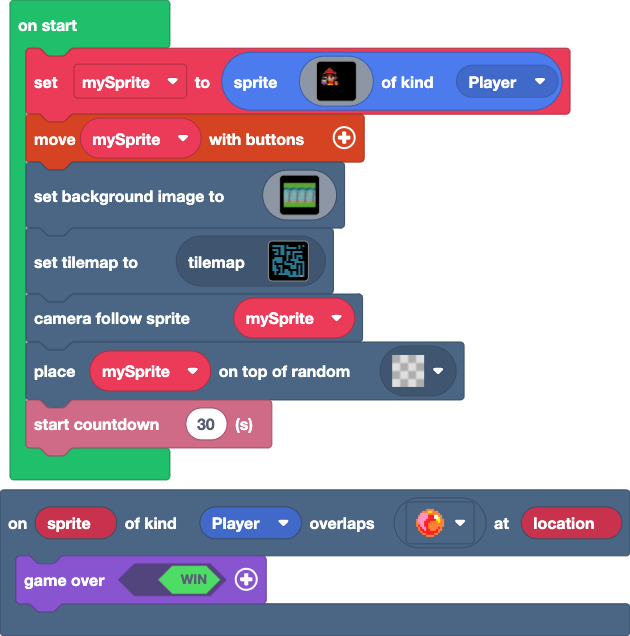 on start
set mySprite to sprite of kind Player
move mySprite with buttons
set background image to
set tilemap to tilemap
camera follow sprite mySprite
place mySprite on top of random
start countdown 30 (s)
on sprite of kind Player overlaps at location
game over WIN